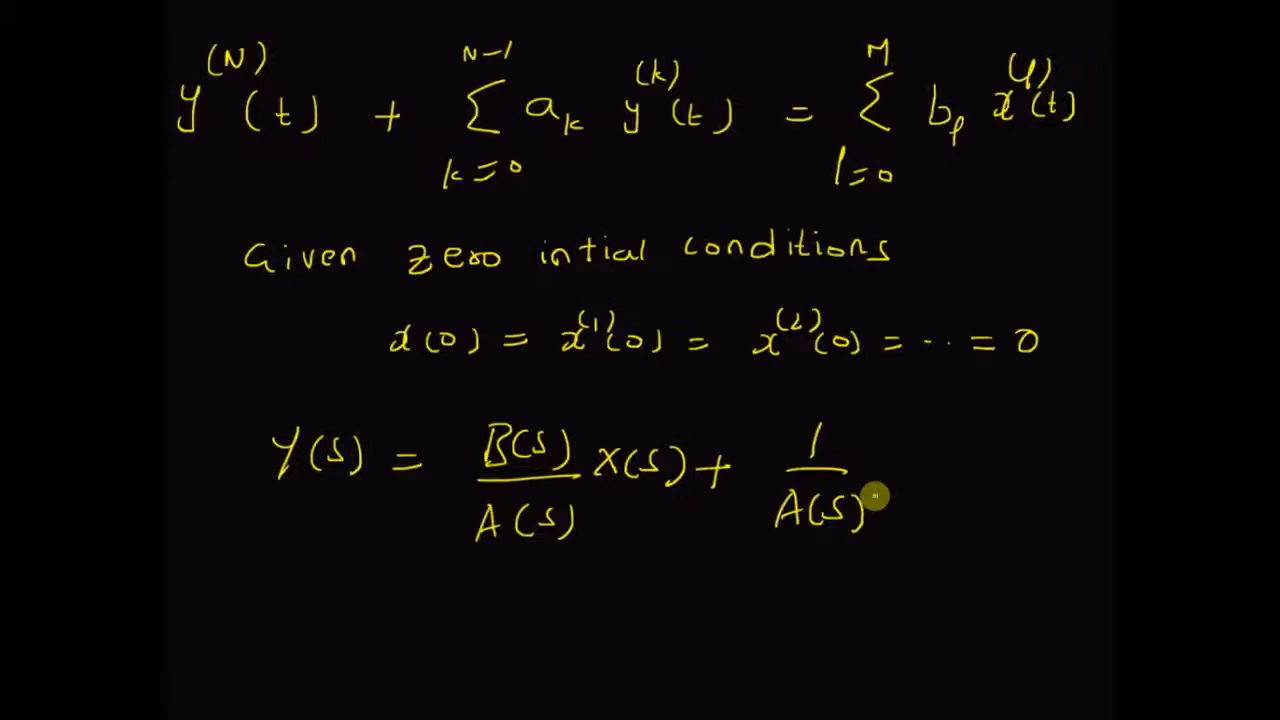 y^(N)(t) + Σ_{k=0}^{N-1} a_k y^(k)(t) = Σ_{l=0}^{M} b_l x^(l)(t)
Given zero intial conditions
x(0) = x^(1)(0) = x^(2)(0) = ·· = 0
Y(s) = B(s)/A(s) X(s) + 1/A(s)